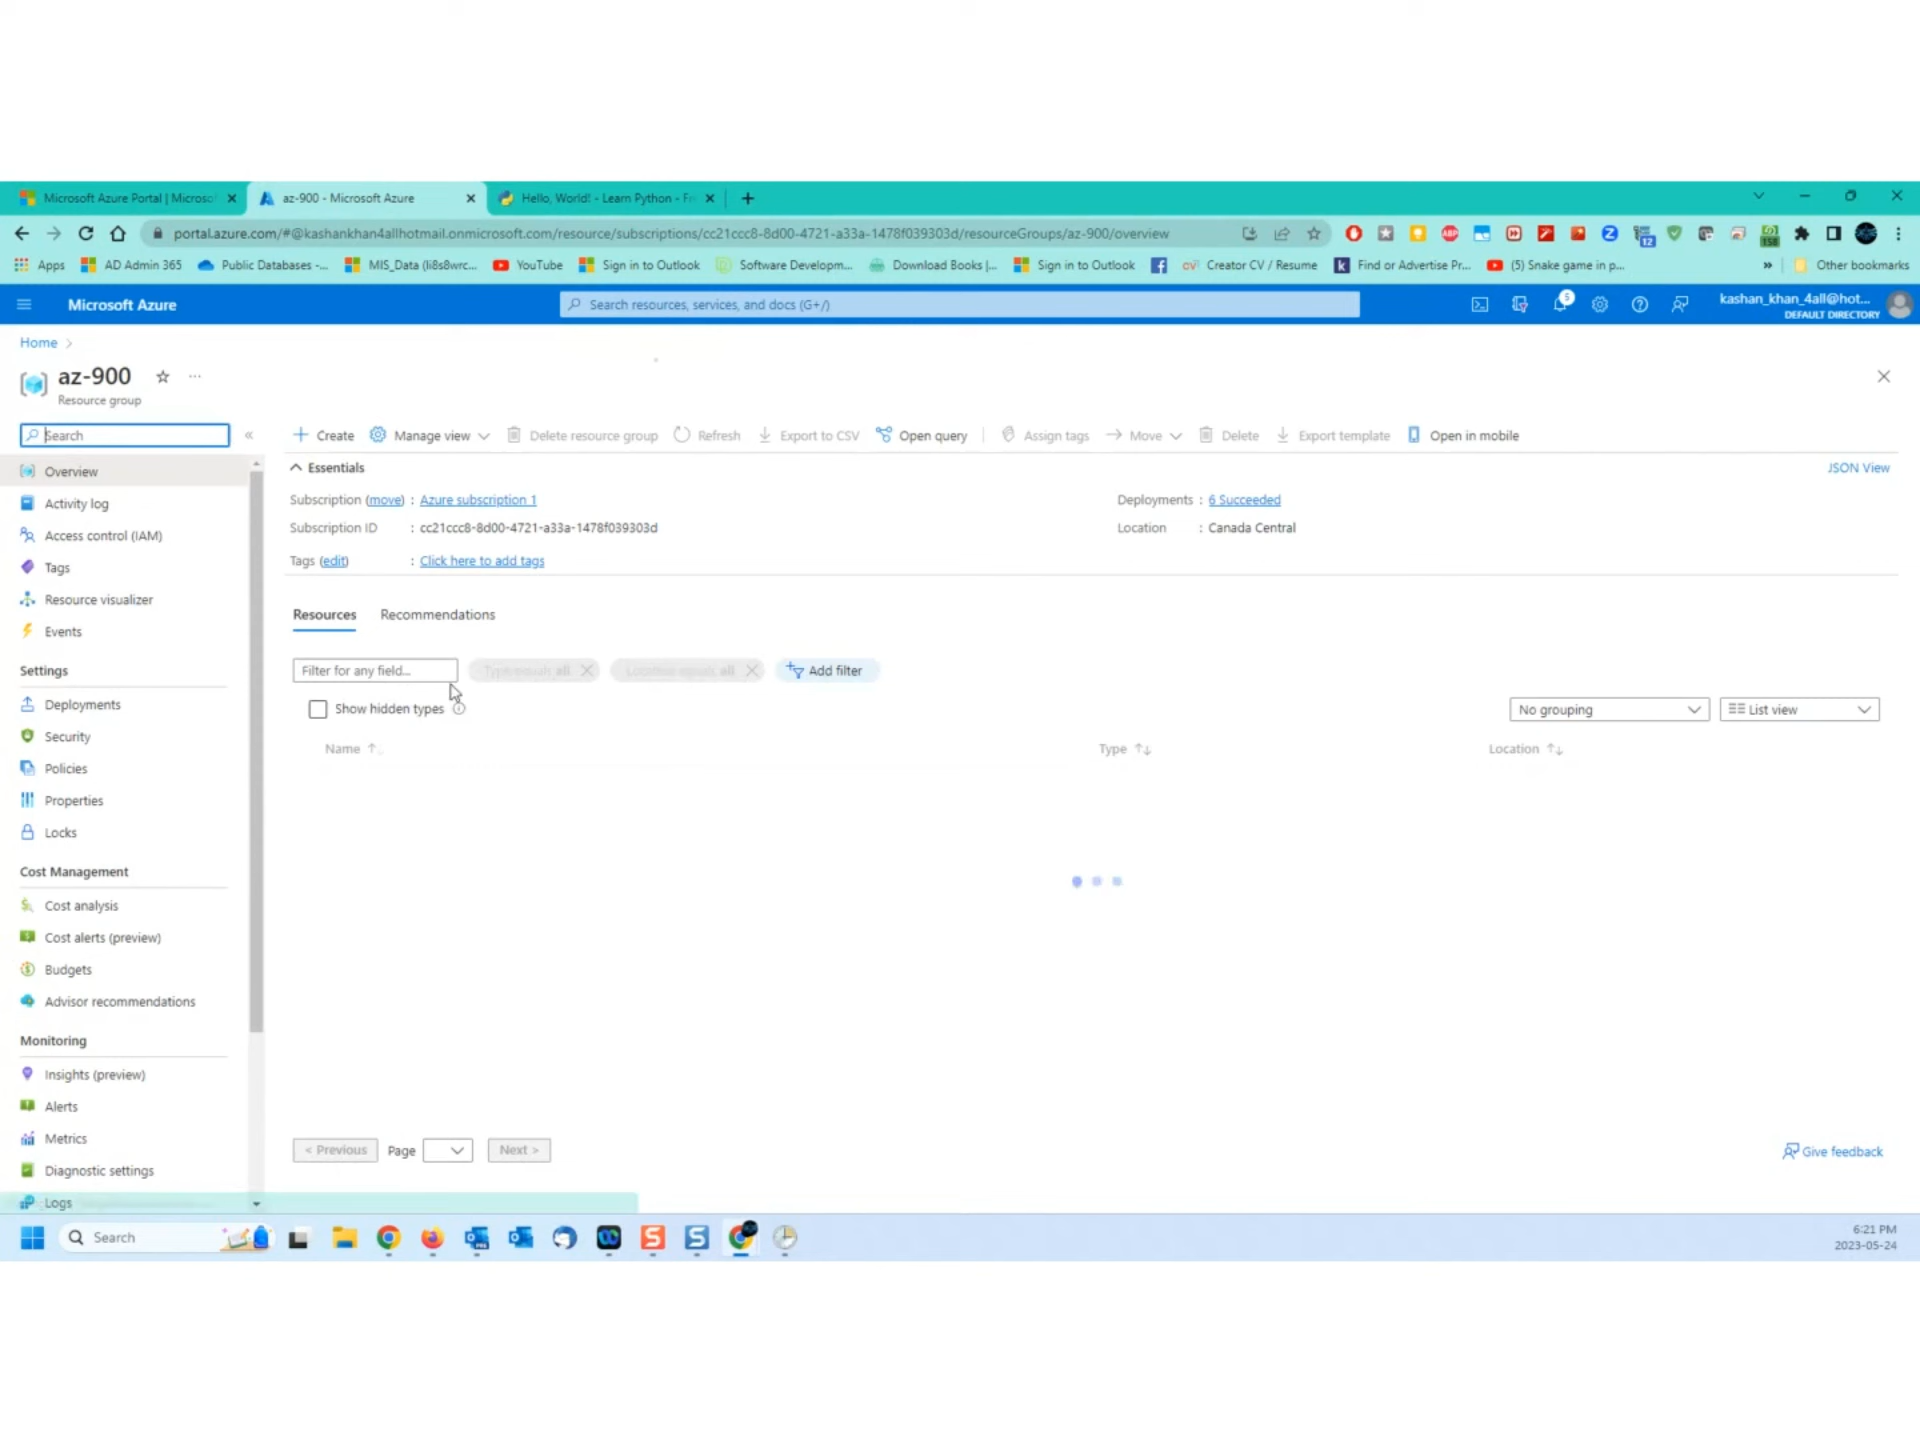 Microsoft Azure Portal | Microso
az-900 - Microsoft Azure
Hello, World! - Learn Python - Fr
portal.azure.com/#@kashankhan4allhotmail.onmicrosoft.com/resource/subscriptions/cc21ccc8-8d00-4721-a33a-1478f039303d/resourceGroups/az-900/overview
ABP
12
158
Apps
AD Admin 365
Public Databases -...
MIS_Data (li8s8wrc...
YouTube
Sign in to Outlook
Software Developm...
Download Books |...
Sign in to Outlook
Creator CV / Resume
Find or Advertise Pr...
(5) Snake game in p...
»
Other bookmarks
Microsoft Azure
Search resources, services, and docs (G+/)
5
kashan_khan_4all@hot...
DEFAULT DIRECTORY
Home
az-900
Resource group
Search
«
Create
Manage view
Delete resource group
Refresh
Export to CSV
Open query
Assign tags
Move
Delete
Export template
Open in mobile
Overview
Activity log
Access control (IAM)
Tags
Resource visualizer
Events
Settings
Deployments
Security
Policies
Properties
Locks
Cost Management
Cost analysis
Cost alerts (preview)
Budgets
Advisor recommendations
Monitoring
Insights (preview)
Alerts
Metrics
Diagnostic settings
Logs
Essentials
JSON View
Subscription (move) : Azure subscription 1
Deployments : 6 Succeeded
Subscription ID : cc21ccc8-8d00-4721-a33a-1478f039303d
Location : Canada Central
Tags (edit) : Click here to add tags
Resources
Recommendations
Filter for any field...
Type equals all
Location equals all
Add filter
Show hidden types
No grouping
List view
Name
Type
Location
< Previous
Page
Next >
Give feedback
Search
6:21 PM
2023-05-24